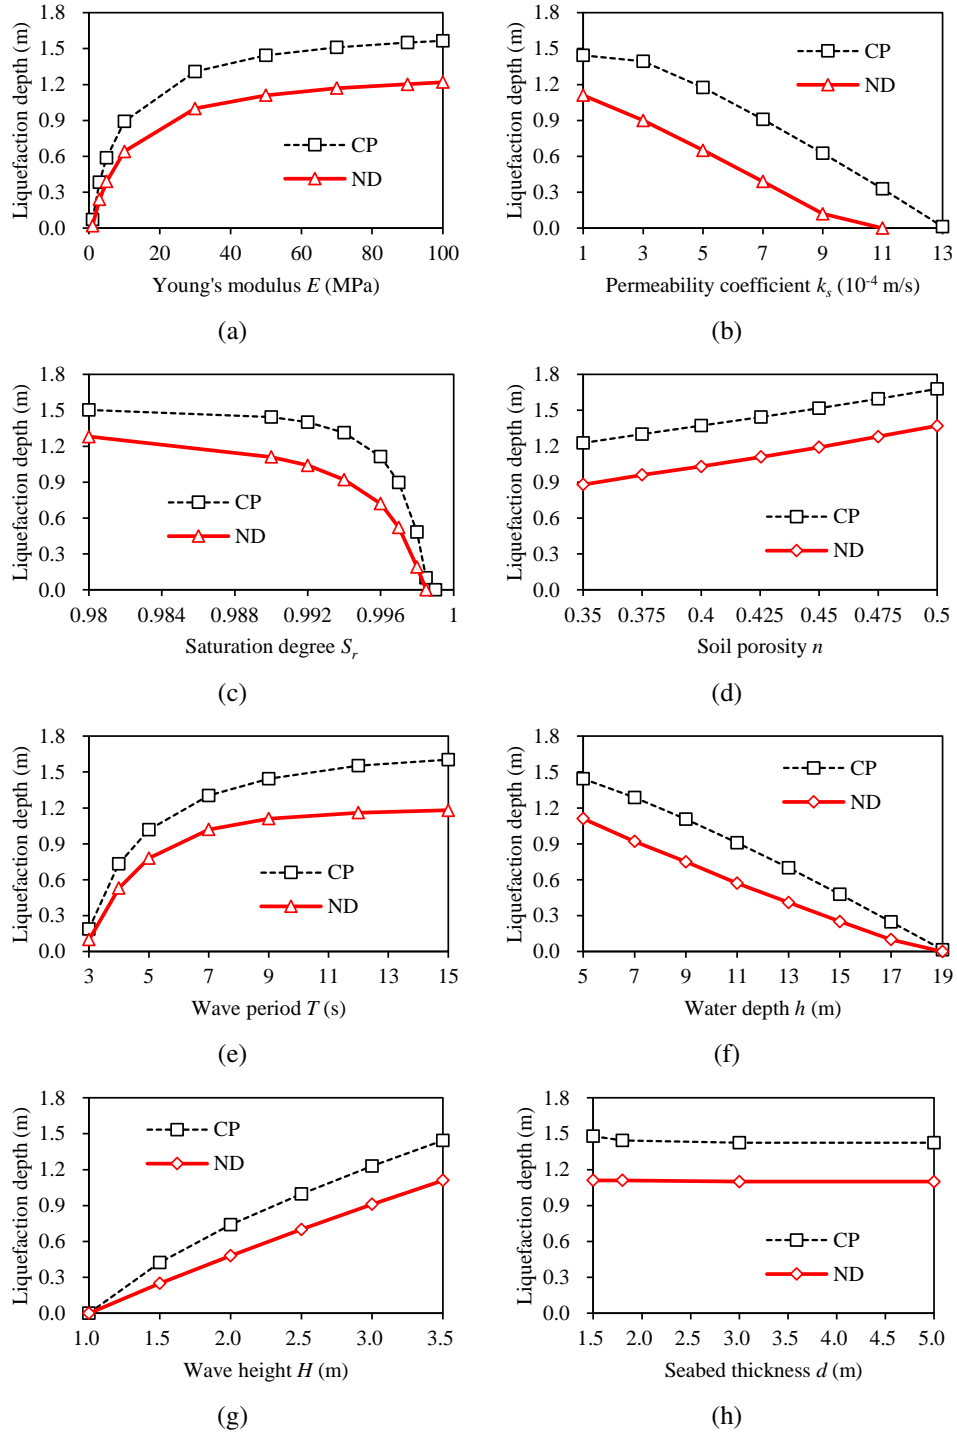 Liquefaction depth (m)
1.8
1.5
1.2
0.9
0.6
0.3
0.0
CP
ND
0 20 40 60 80 100
Young's modulus E (MPa)
(a)
Liquefaction depth (m)
1.8
1.5
1.2
0.9
0.6
0.3
0.0
CP
ND
1 3 5 7 9 11 13
Permeability coefficient ks (10-4 m/s)
(b)
Liquefaction depth (m)
1.8
1.5
1.2
0.9
0.6
0.3
0.0
CP
ND
0.98 0.984 0.988 0.992 0.996 1
Saturation degree Sr
(c)
Liquefaction depth (m)
1.8
1.5
1.2
0.9
0.6
0.3
0.0
CP
ND
0.35 0.375 0.4 0.425 0.45 0.475 0.5
Soil porosity n
(d)
Liquefaction depth (m)
1.8
1.5
1.2
0.9
0.6
0.3
0.0
CP
ND
3 5 7 9 11 13 15
Wave period T (s)
(e)
Liquefaction depth (m)
1.8
1.5
1.2
0.9
0.6
0.3
0.0
CP
ND
5 7 9 11 13 15 17 19
Water depth h (m)
(f)
Liquefaction depth (m)
1.8
1.5
1.2
0.9
0.6
0.3
0.0
CP
ND
1.0 1.5 2.0 2.5 3.0 3.5
Wave height H (m)
(g)
Liquefaction depth (m)
1.8
1.5
1.2
0.9
0.6
0.3
0.0
CP
ND
1.5 2.0 2.5 3.0 3.5 4.0 4.5 5.0
Seabed thickness d (m)
(h)